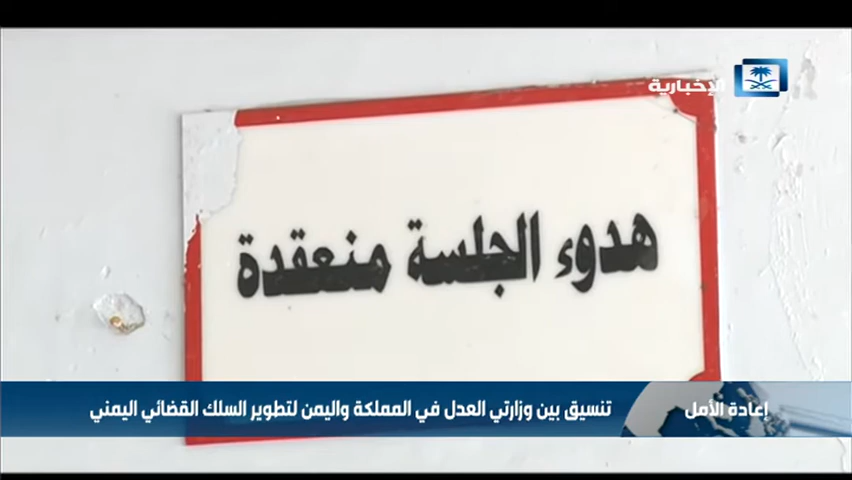 الإخبارية
هدوء الجلسة منعقدة
إعادة الأمل
تنسيق بين وزارتي العدل في المملكة واليمن لتطوير السلك القضائي اليمني